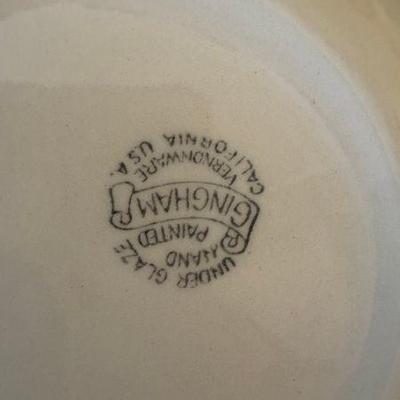 UNDER GLAZE
HAND
PAINTED
GINGHAM
VERNONWARE
CALIFORNIA U.S.A.